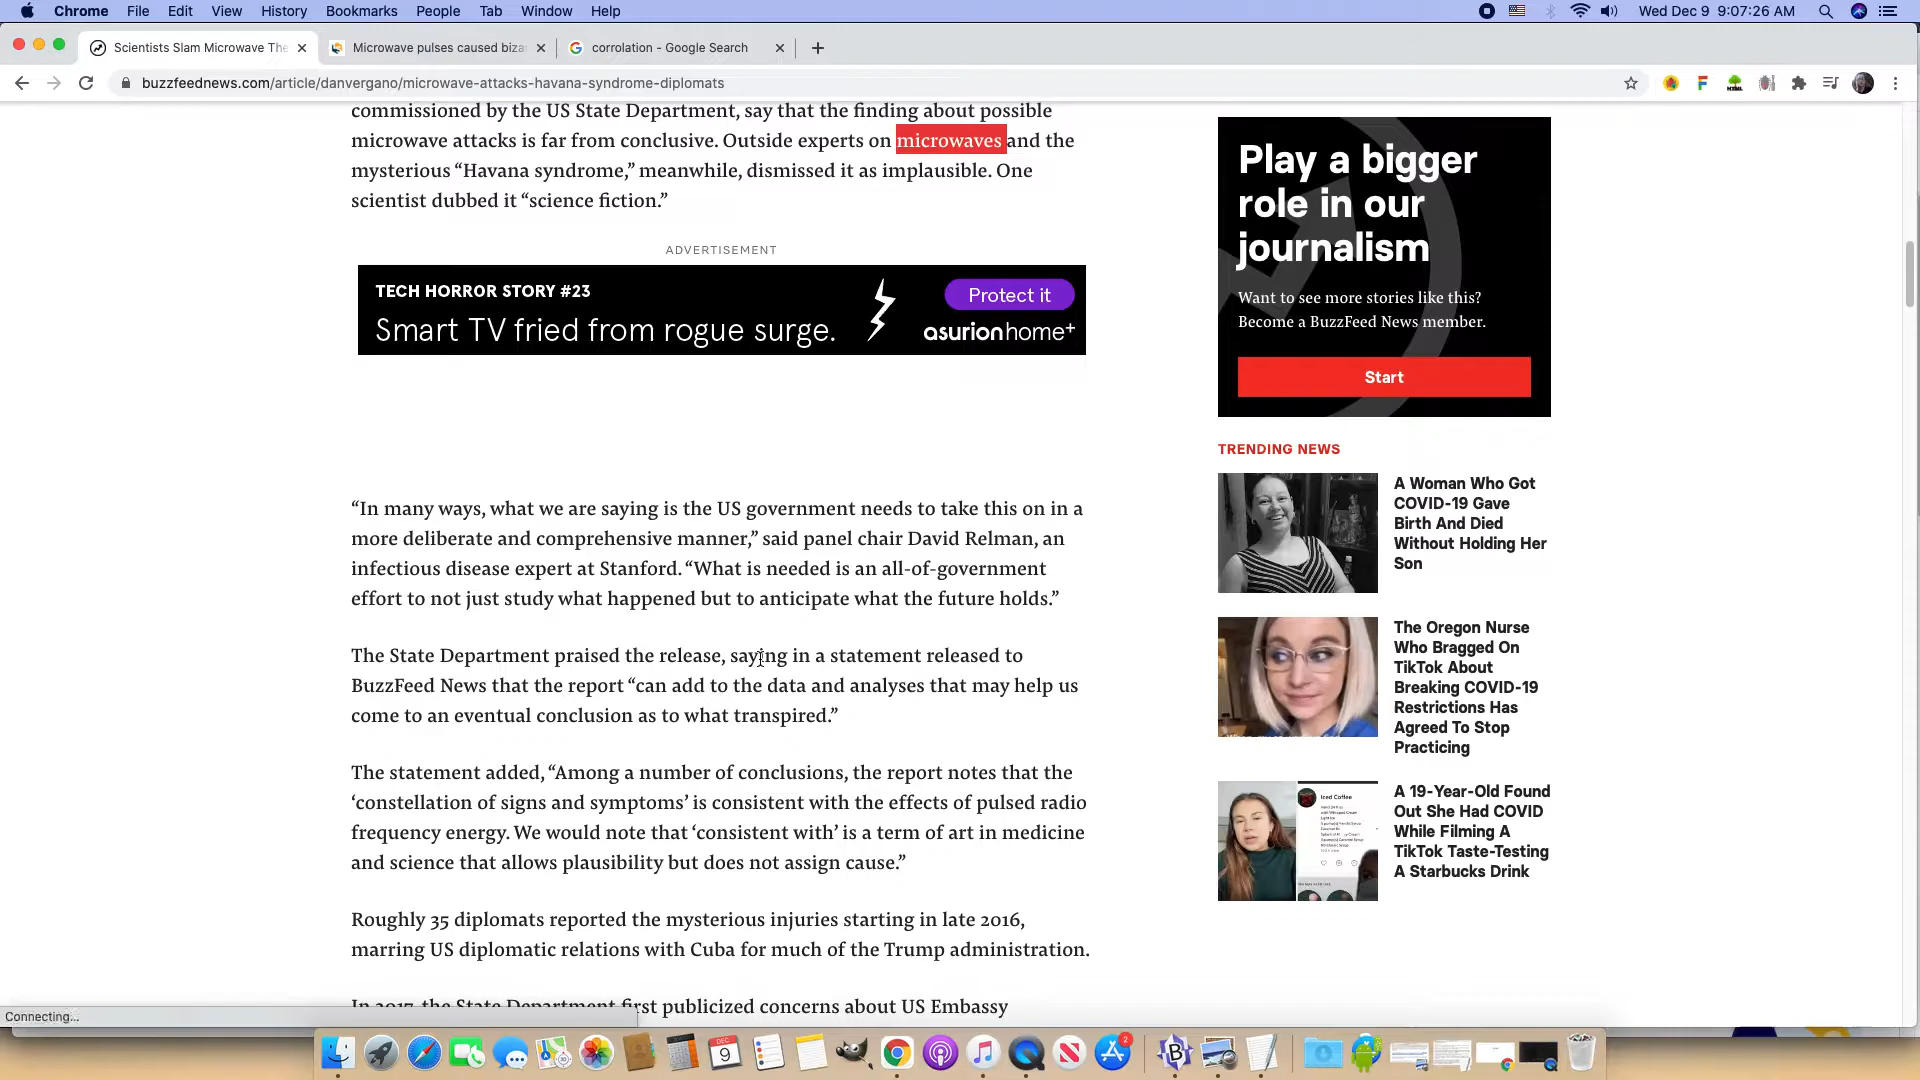 Chrome File Edit View History Bookmarks People Tab Window Help
Wed Dec 9 9:07:26 AM
Scientists Slam Microwave The
Microwave pulses caused biza
corrolation - Google Search
buzzfeednews.com/article/danvergano/microwave-attacks-havana-syndrome-diplomats
commissioned by the US State Department, say that the finding about possible
microwave attacks is far from conclusive. Outside experts on microwaves and the
mysterious “Havana syndrome,” meanwhile, dismissed it as implausible. One
scientist dubbed it “science fiction.”
ADVERTISEMENT
TECH HORROR STORY #23
Smart TV fried from rogue surge.
Protect it
asurion home+
“In many ways, what we are saying is the US government needs to take this on in a
more deliberate and comprehensive manner,” said panel chair David Relman, an
infectious disease expert at Stanford. “What is needed is an all-of-government
effort to not just study what happened but to anticipate what the future holds.”
The State Department praised the release, saying in a statement released to
BuzzFeed News that the report “can add to the data and analyses that may help us
come to an eventual conclusion as to what transpired.”
The statement added, “Among a number of conclusions, the report notes that the
‘constellation of signs and symptoms’ is consistent with the effects of pulsed radio
frequency energy. We would note that ‘consistent with’ is a term of art in medicine
and science that allows plausibility but does not assign cause.”
Roughly 35 diplomats reported the mysterious injuries starting in late 2016,
marring US diplomatic relations with Cuba for much of the Trump administration.
In 2017, the State Department first publicized concerns about US Embassy
Play a bigger
role in our
journalism
Want to see more stories like this?
Become a BuzzFeed News member.
Start
TRENDING NEWS
A Woman Who Got
COVID-19 Gave
Birth And Died
Without Holding Her
Son
The Oregon Nurse
Who Bragged On
TikTok About
Breaking COVID-19
Restrictions Has
Agreed To Stop
Practicing
Iced Coffee
A 19-Year-Old Found
Out She Had COVID
While Filming A
TikTok Taste-Testing
A Starbucks Drink
Connecting...
DEC
9
2